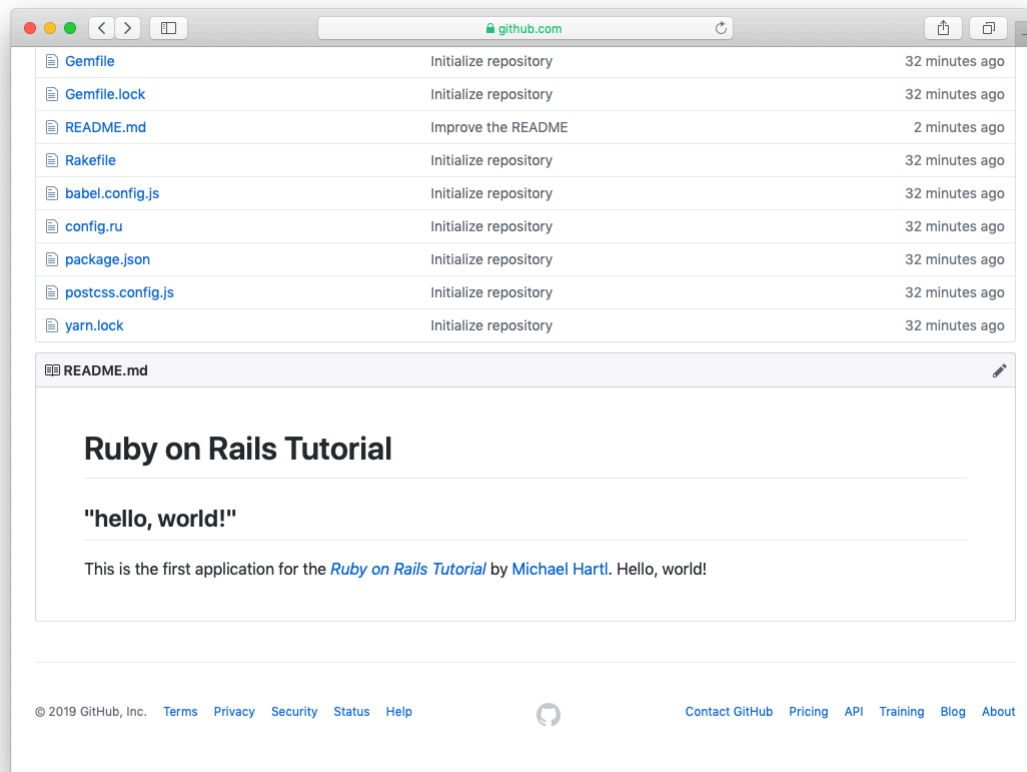 github.com
Gemfile Initialize repository 32 minutes ago
Gemfile.lock Initialize repository 32 minutes ago
README.md Improve the README 2 minutes ago
Rakefile Initialize repository 32 minutes ago
babel.config.js Initialize repository 32 minutes ago
config.ru Initialize repository 32 minutes ago
package.json Initialize repository 32 minutes ago
postcss.config.js Initialize repository 32 minutes ago
yarn.lock Initialize repository 32 minutes ago
README.md
Ruby on Rails Tutorial
"hello, world!"
This is the first application for the Ruby on Rails Tutorial by Michael Hartl. Hello, world!
© 2019 GitHub, Inc. Terms Privacy Security Status Help Contact GitHub Pricing API Training Blog About